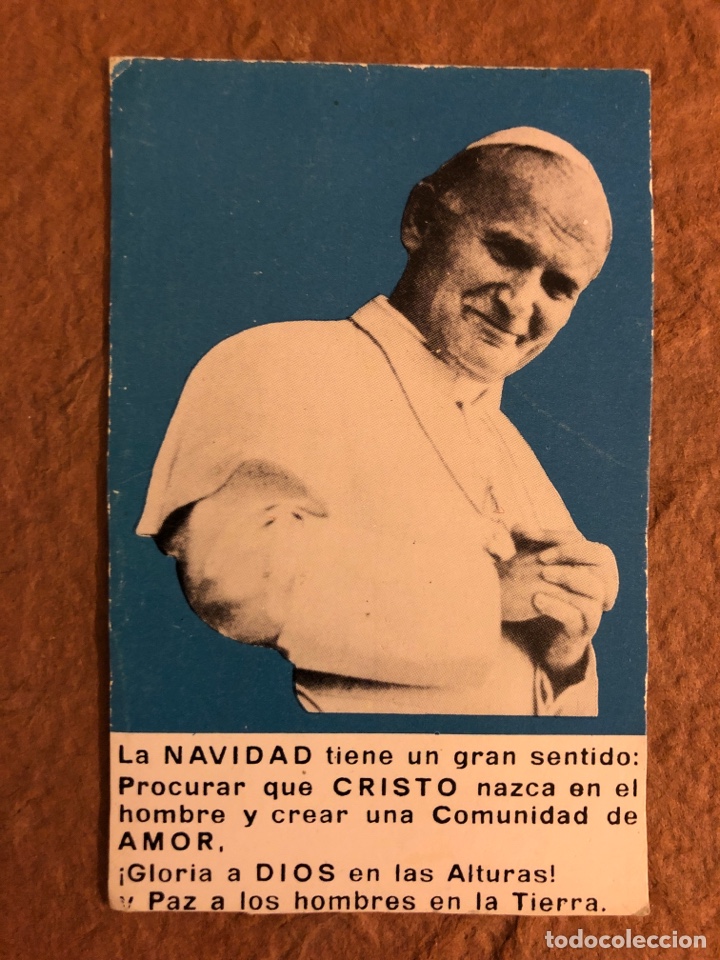 La NAVIDAD tiene un gran sentido:
Procurar que CRISTO nazca en el
hombre y crear una Comunidad de
AMOR,
¡Gloria a DIOS en las Alturas!
y Paz a los hombres en la Tierra.
todocoleccion